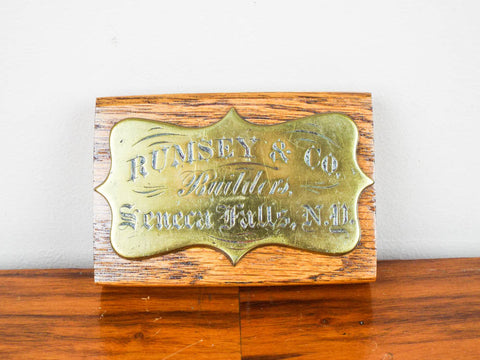 RUMSEY & Co.
Builders,
Seneca Falls, N.Y.